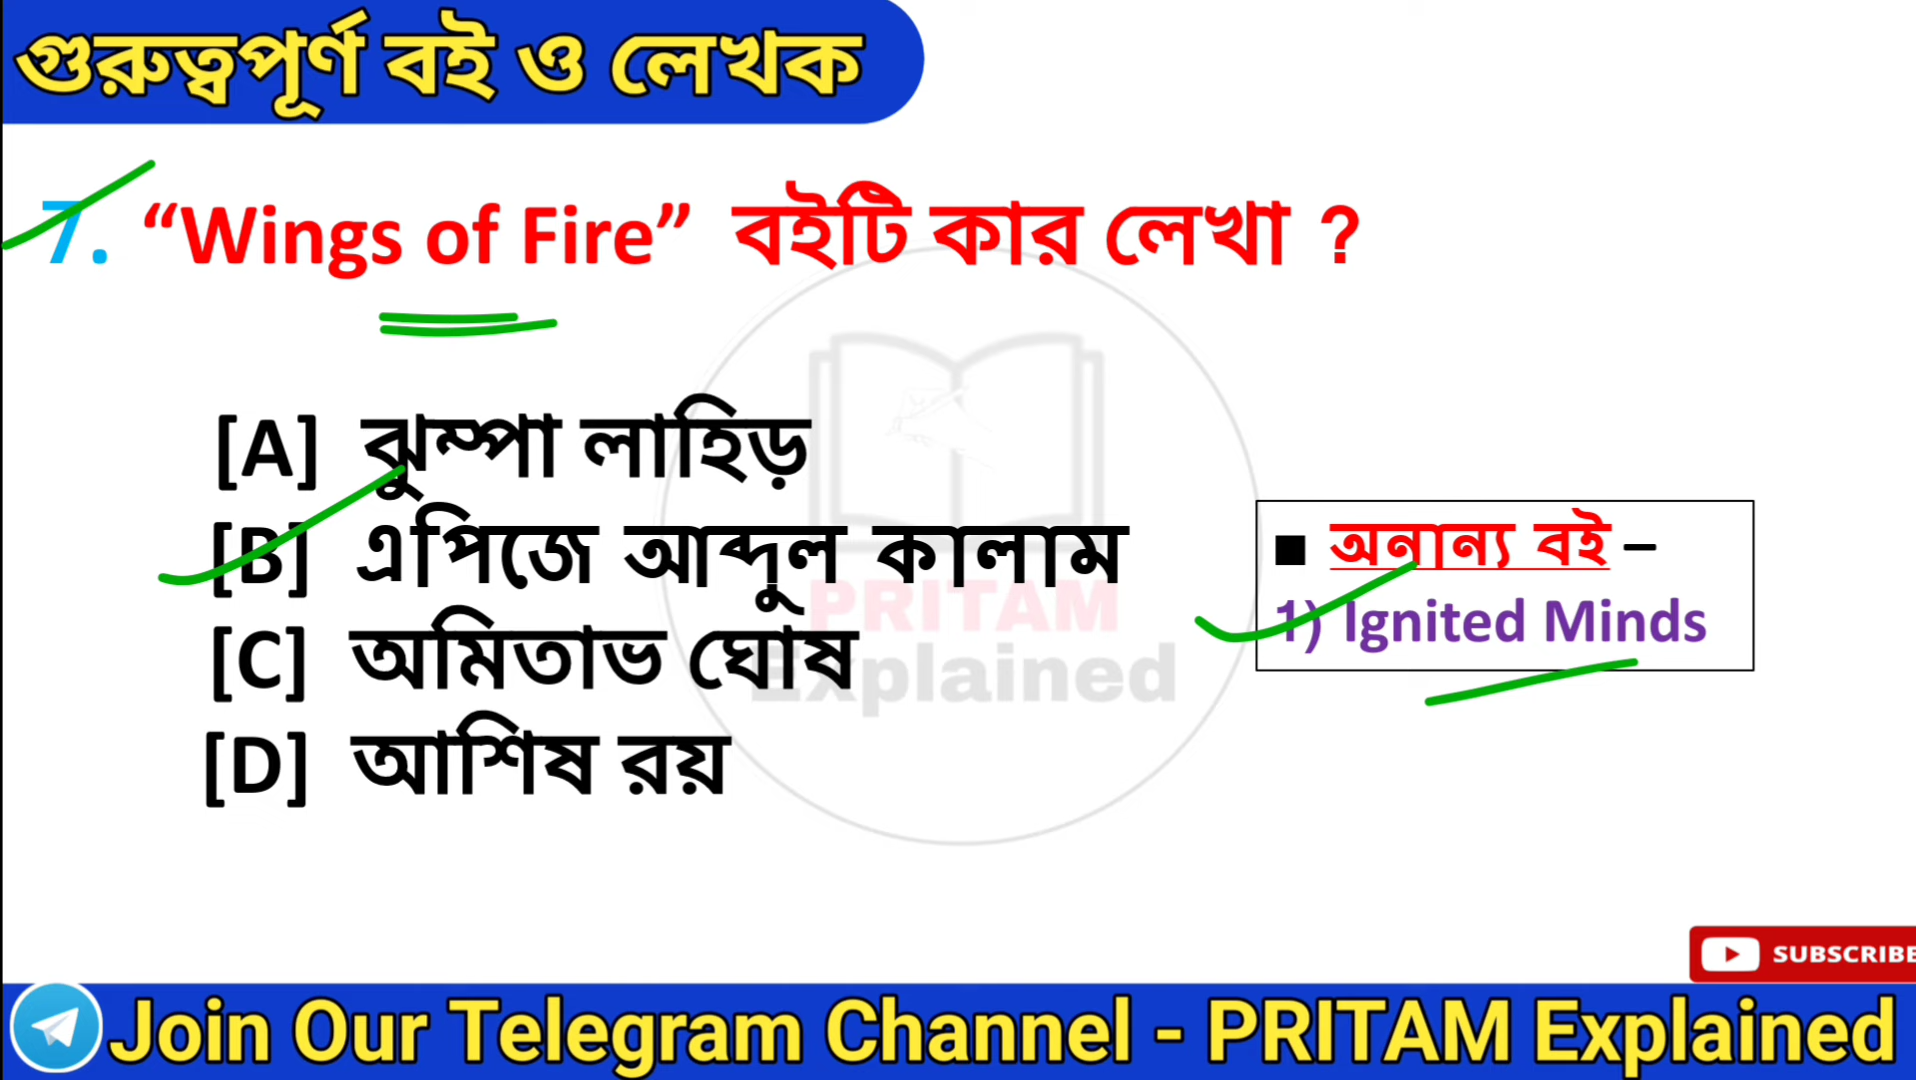 গুরুত্বপূর্ণ বই ও লেখক
7. “Wings of Fire” বইটি কার লেখা ?
[A] ঝুম্পা লাহিড়
[B] এপিজে আব্দুল কালাম
[C] অমিতাভ ঘোষ
[D] আশিষ রয়
■ অনান্য বই –
1) Ignited Minds
PRITAM
Explained
SUBSCRIBE
Join Our Telegram Channel - PRITAM Explained